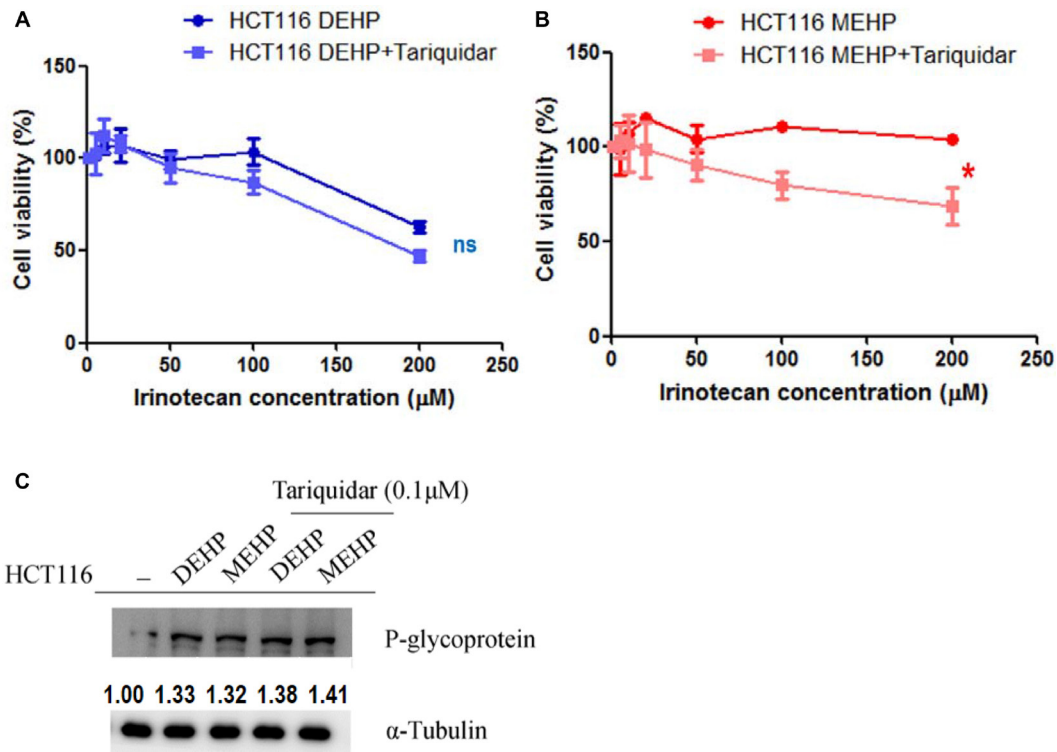 A
HCT116 DEHP
HCT116 DEHP+Tariquidar
Cell viability (%)
150
100
50
0
ns
0 50 100 150 200 250
Irinotecan concentration (μM)
B
HCT116 MEHP
HCT116 MEHP+Tariquidar
Cell viability (%)
150
100
50
0
*
0 50 100 150 200 250
Irinotecan concentration (μM)
C
Tariquidar (0.1μM)
HCT116 – DEHP MEHP DEHP MEHP
P-glycoprotein
1.00 1.33 1.32 1.38 1.41
α-Tubulin